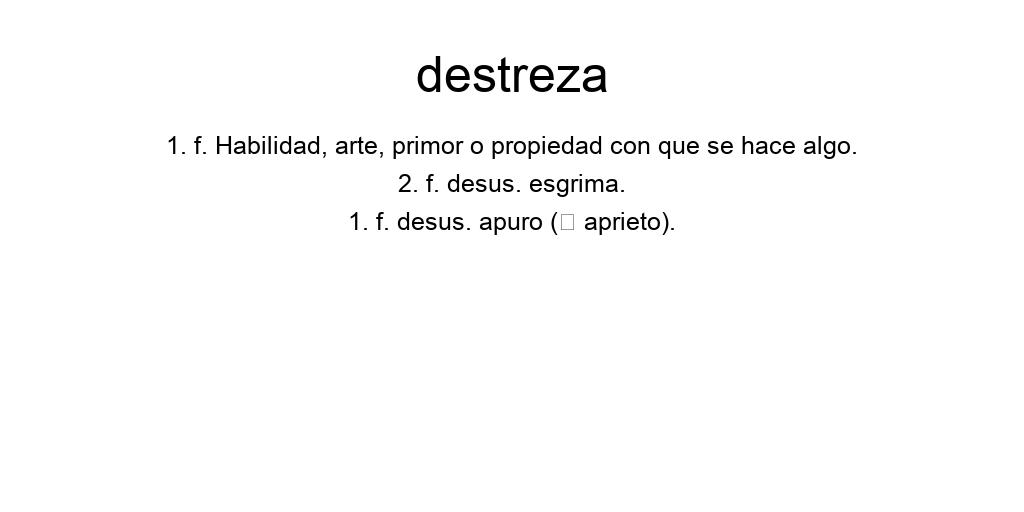 destreza
1. f. Habilidad, arte, primor o propiedad con que se hace algo.
2. f. desus. esgrima.
1. f. desus. apuro (□ aprieto).